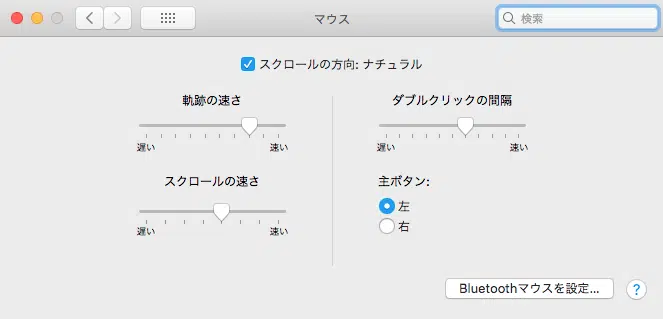 マウス
検索
スクロールの方向: ナチュラル
軌跡の速さ
遅い 速い
スクロールの速さ
遅い 速い
ダブルクリックの間隔
遅い 速い
主ボタン:
左
右
Bluetoothマウスを設定...
?